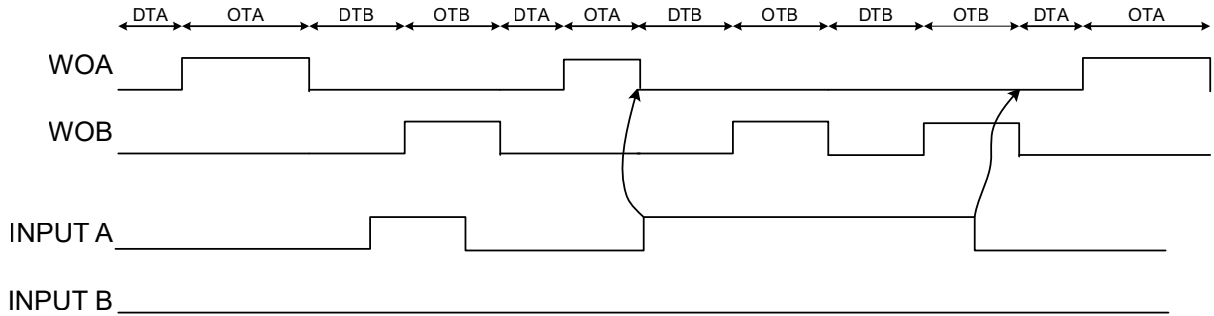 DTA OTA DTB OTB DTA OTA DTB OTB DTB OTB DTA OTA
WOA
WOB
INPUT A
INPUT B